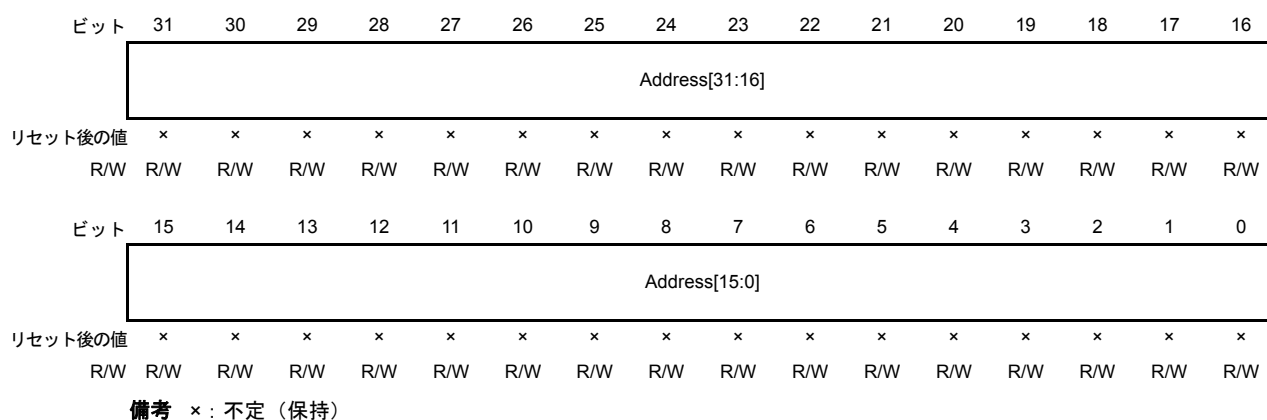 ビット 31 30 29 28 27 26 25 24 23 22 21 20 19 18 17 16
Address[31:16]
リセット後の値 × × × × × × × × × × × × × × × ×
R/W R/W R/W R/W R/W R/W R/W R/W R/W R/W R/W R/W R/W R/W R/W R/W R/W
ビット 15 14 13 12 11 10 9 8 7 6 5 4 3 2 1 0
Address[15:0]
リセット後の値 × × × × × × × × × × × × × × × ×
R/W R/W R/W R/W R/W R/W R/W R/W R/W R/W R/W R/W R/W R/W R/W R/W R/W
備考 ×：不定（保持）